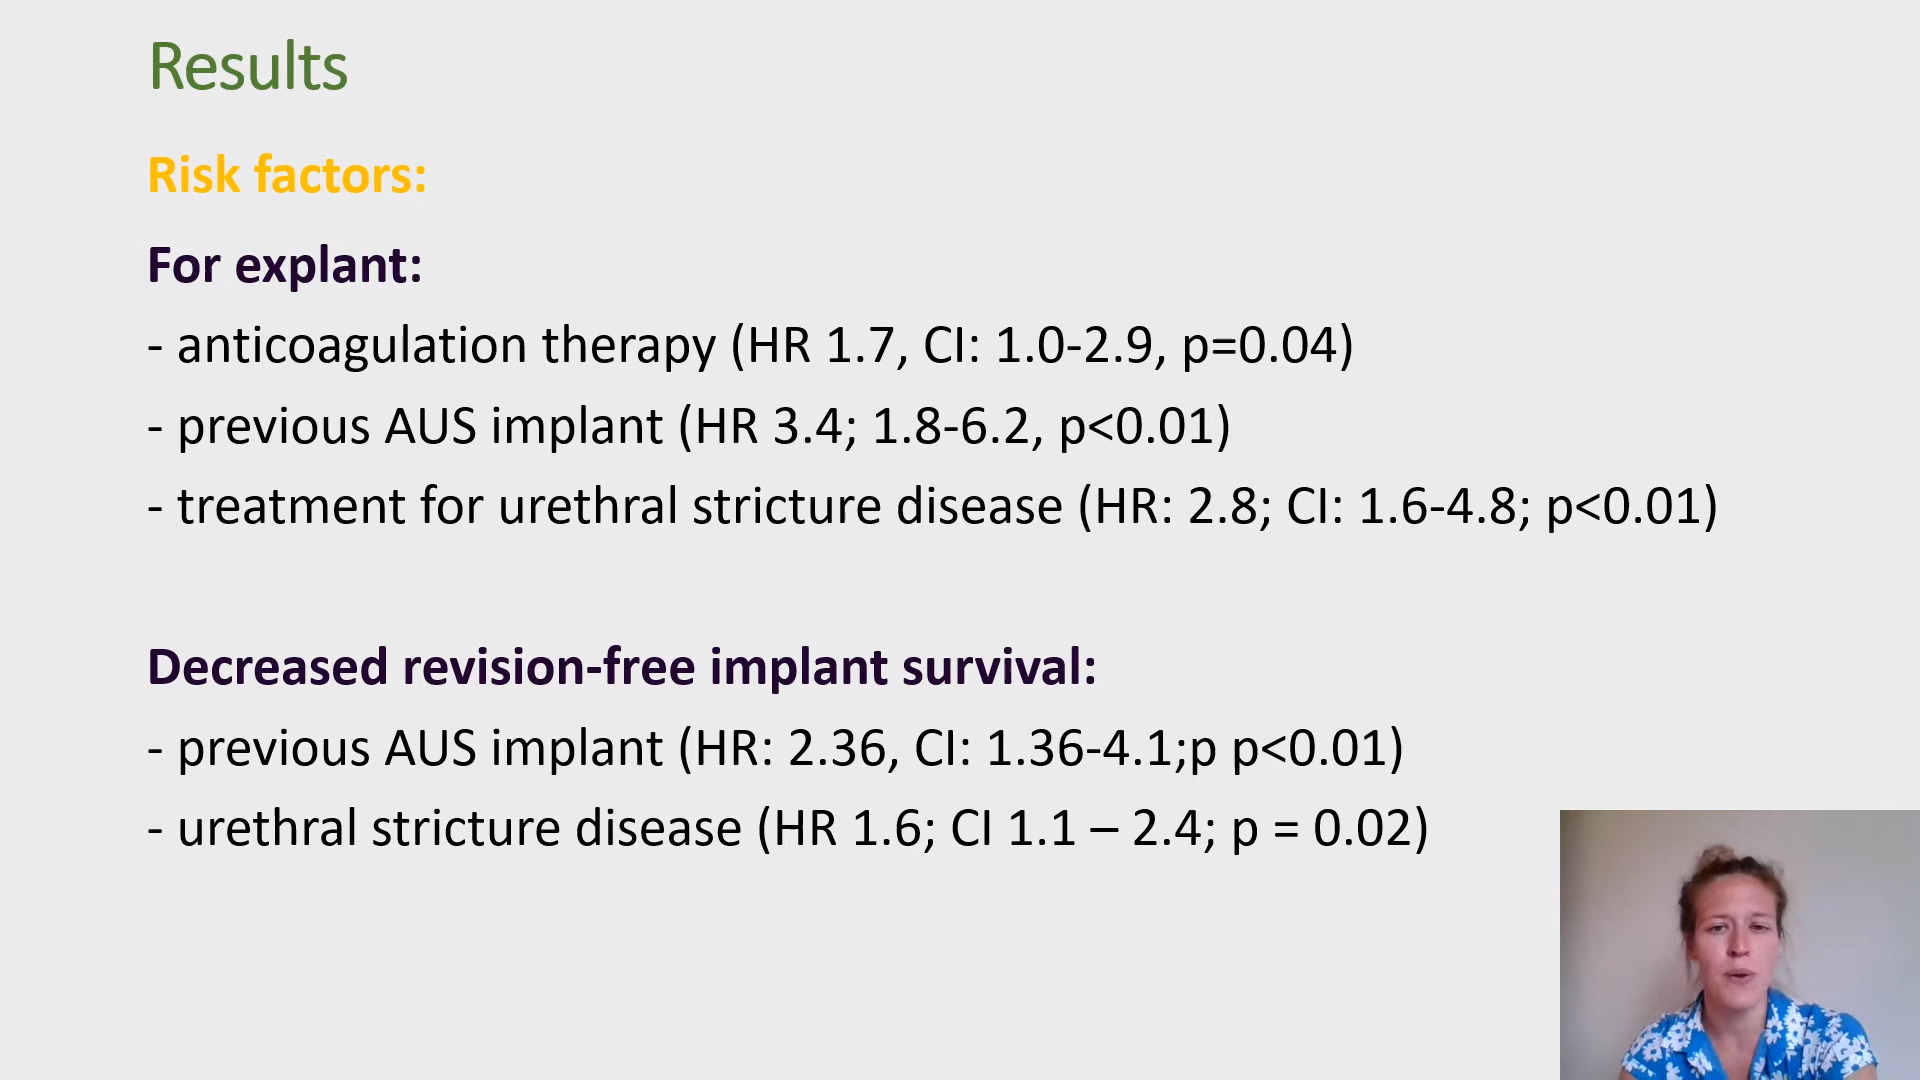 Results
Risk factors:
For explant:
- anticoagulation therapy (HR 1.7, CI: 1.0-2.9, p=0.04)
- previous AUS implant (HR 3.4; 1.8-6.2, p<0.01)
- treatment for urethral stricture disease (HR: 2.8; CI: 1.6-4.8; p<0.01)
Decreased revision-free implant survival:
- previous AUS implant (HR: 2.36, CI: 1.36-4.1;p p<0.01)
- urethral stricture disease (HR 1.6; CI 1.1 – 2.4; p = 0.02)